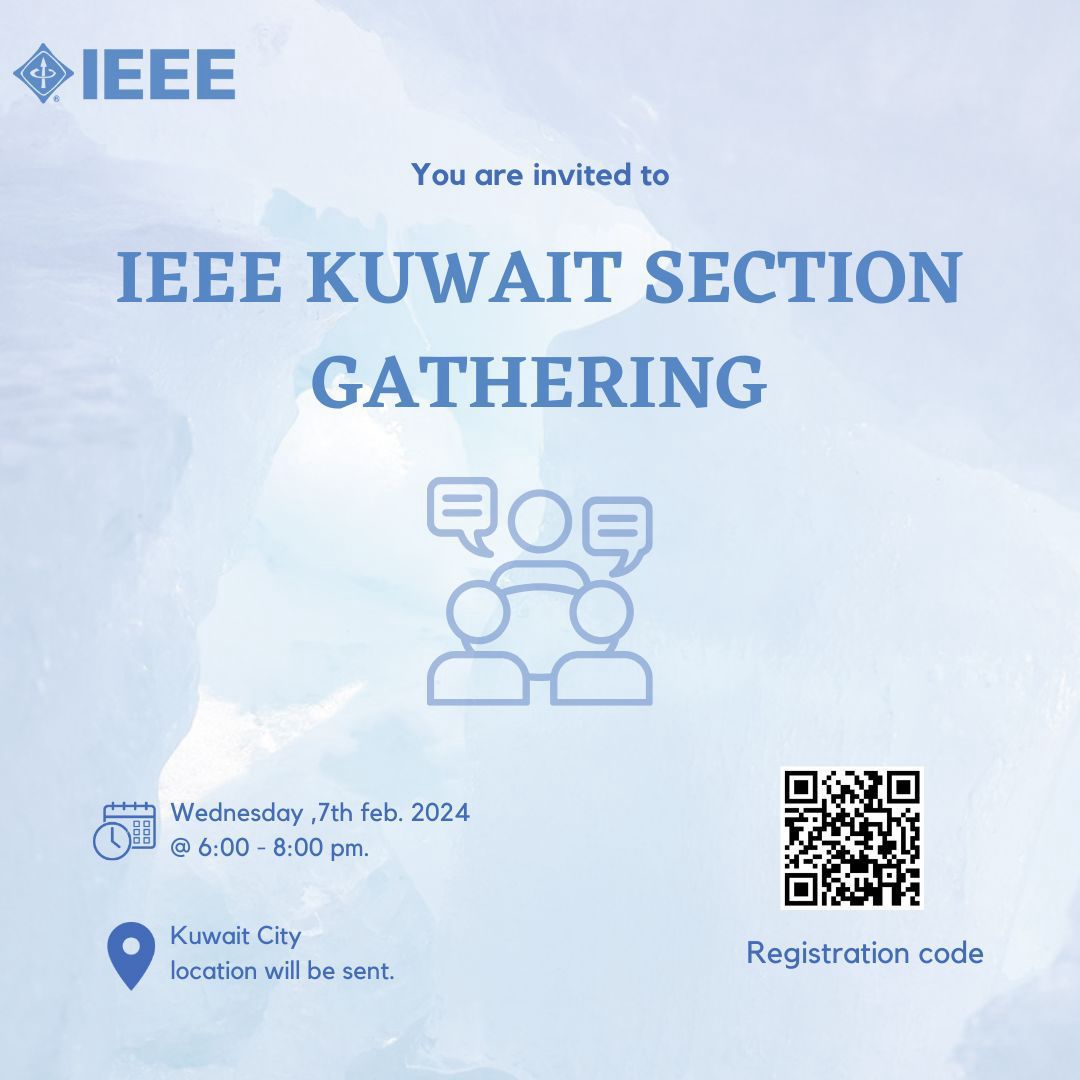 IEEE
You are invited to
IEEE KUWAIT SECTION
GATHERING
Wednesday ,7th feb. 2024
@ 6:00 - 8:00 pm.
Kuwait City
location will be sent.
Registration code